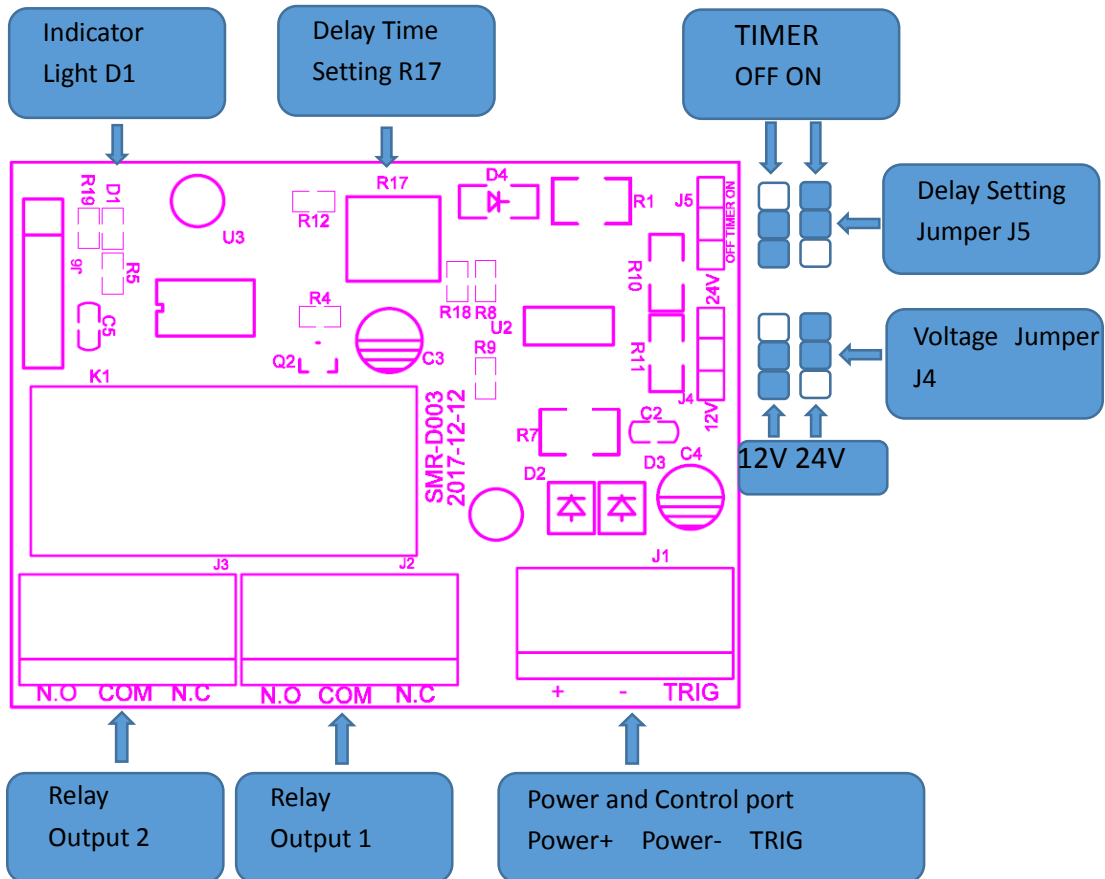 Indicator
Light D1
Delay Time
Setting R17
TIMER
OFF ON
R19
D1
U3
R12
R17
D4
R1
J5
OFF TIMER ON
Delay Setting
Jumper J5
J6
R5
C5
R4
Q2
C3
R18
R8
U2
R9
R10
24V
R11
J4
12V
Voltage Jumper
J4
K1
SMR-D003
2017-12-12
R7
C2
D2
D3
C4
12V 24V
J3
J2
J1
N.O COM N.C
N.O COM N.C
+ - TRIG
Relay
Output 2
Relay
Output 1
Power and Control port
Power+ Power- TRIG